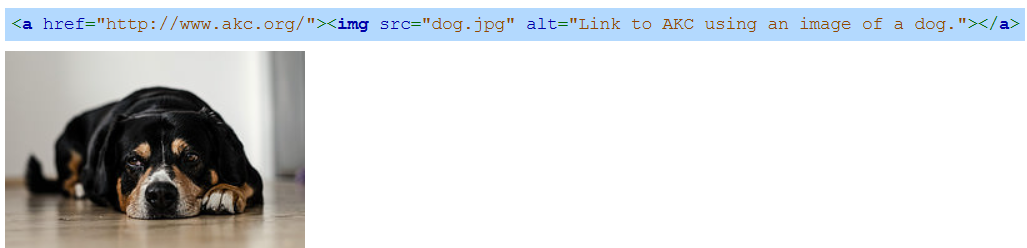 <a href="http://www.akc.org/"><img src="dog.jpg" alt="Link to AKC using an image of a dog."></a>